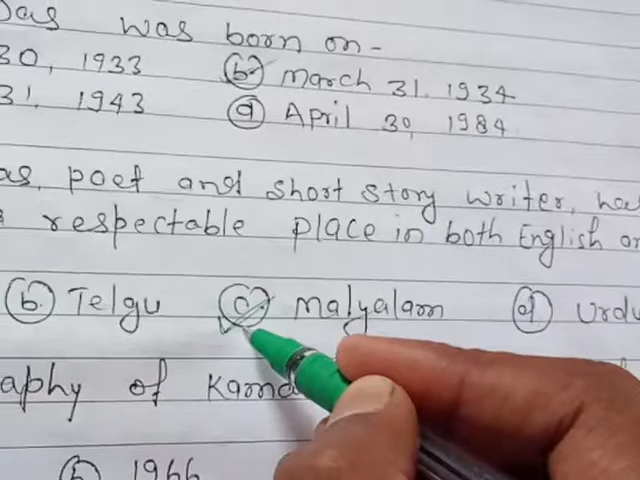 Das was born on-
30, 1933 (b) March 31. 1934
31, 1943 (d) April 30, 1984
as, poet and short story writer, has
respectable place in both English an
(b) Telgu (c) Malyalam (d) Urdu
aphy of Kama
(b) 1966